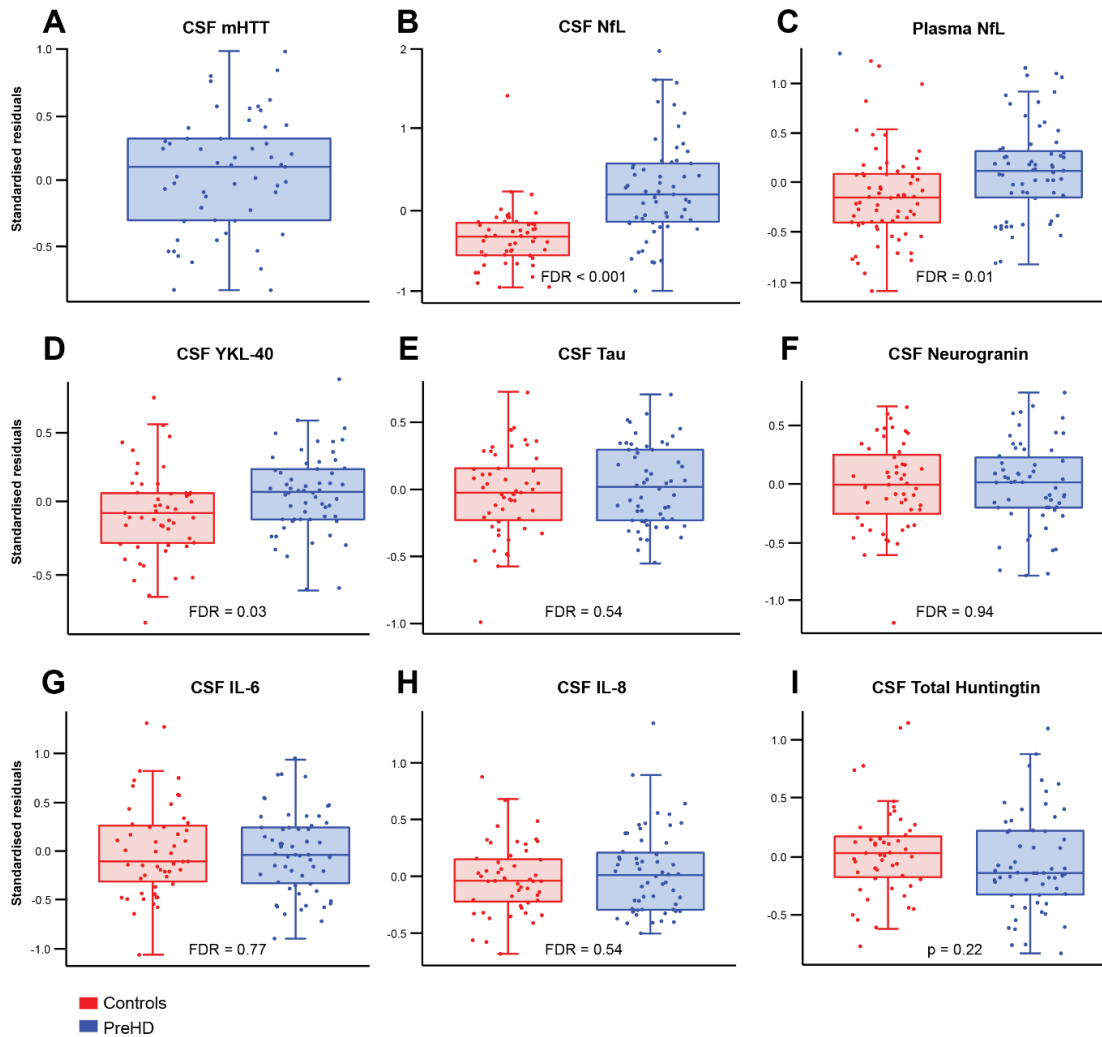 A
CSF mHTT
Standardised residuals
1.0
0.5
0.0
-0.5
B
CSF NfL
2
1
0
-1
FDR < 0.001
C
Plasma NfL
1.0
0.5
0.0
-0.5
-1.0
FDR = 0.01
D
CSF YKL-40
Standardised residuals
0.5
0.0
-0.5
FDR = 0.03
E
CSF Tau
0.5
0.0
-0.5
-1.0
FDR = 0.54
F
CSF Neurogranin
0.5
0.0
-0.5
-1.0
FDR = 0.94
G
CSF IL-6
Standardised residuals
1.0
0.5
0.0
-0.5
-1.0
FDR = 0.77
H
CSF IL-8
1.0
0.5
0.0
-0.5
FDR = 0.54
I
CSF Total Huntingtin
1.0
0.5
0.0
-0.5
p = 0.22
Controls
PreHD